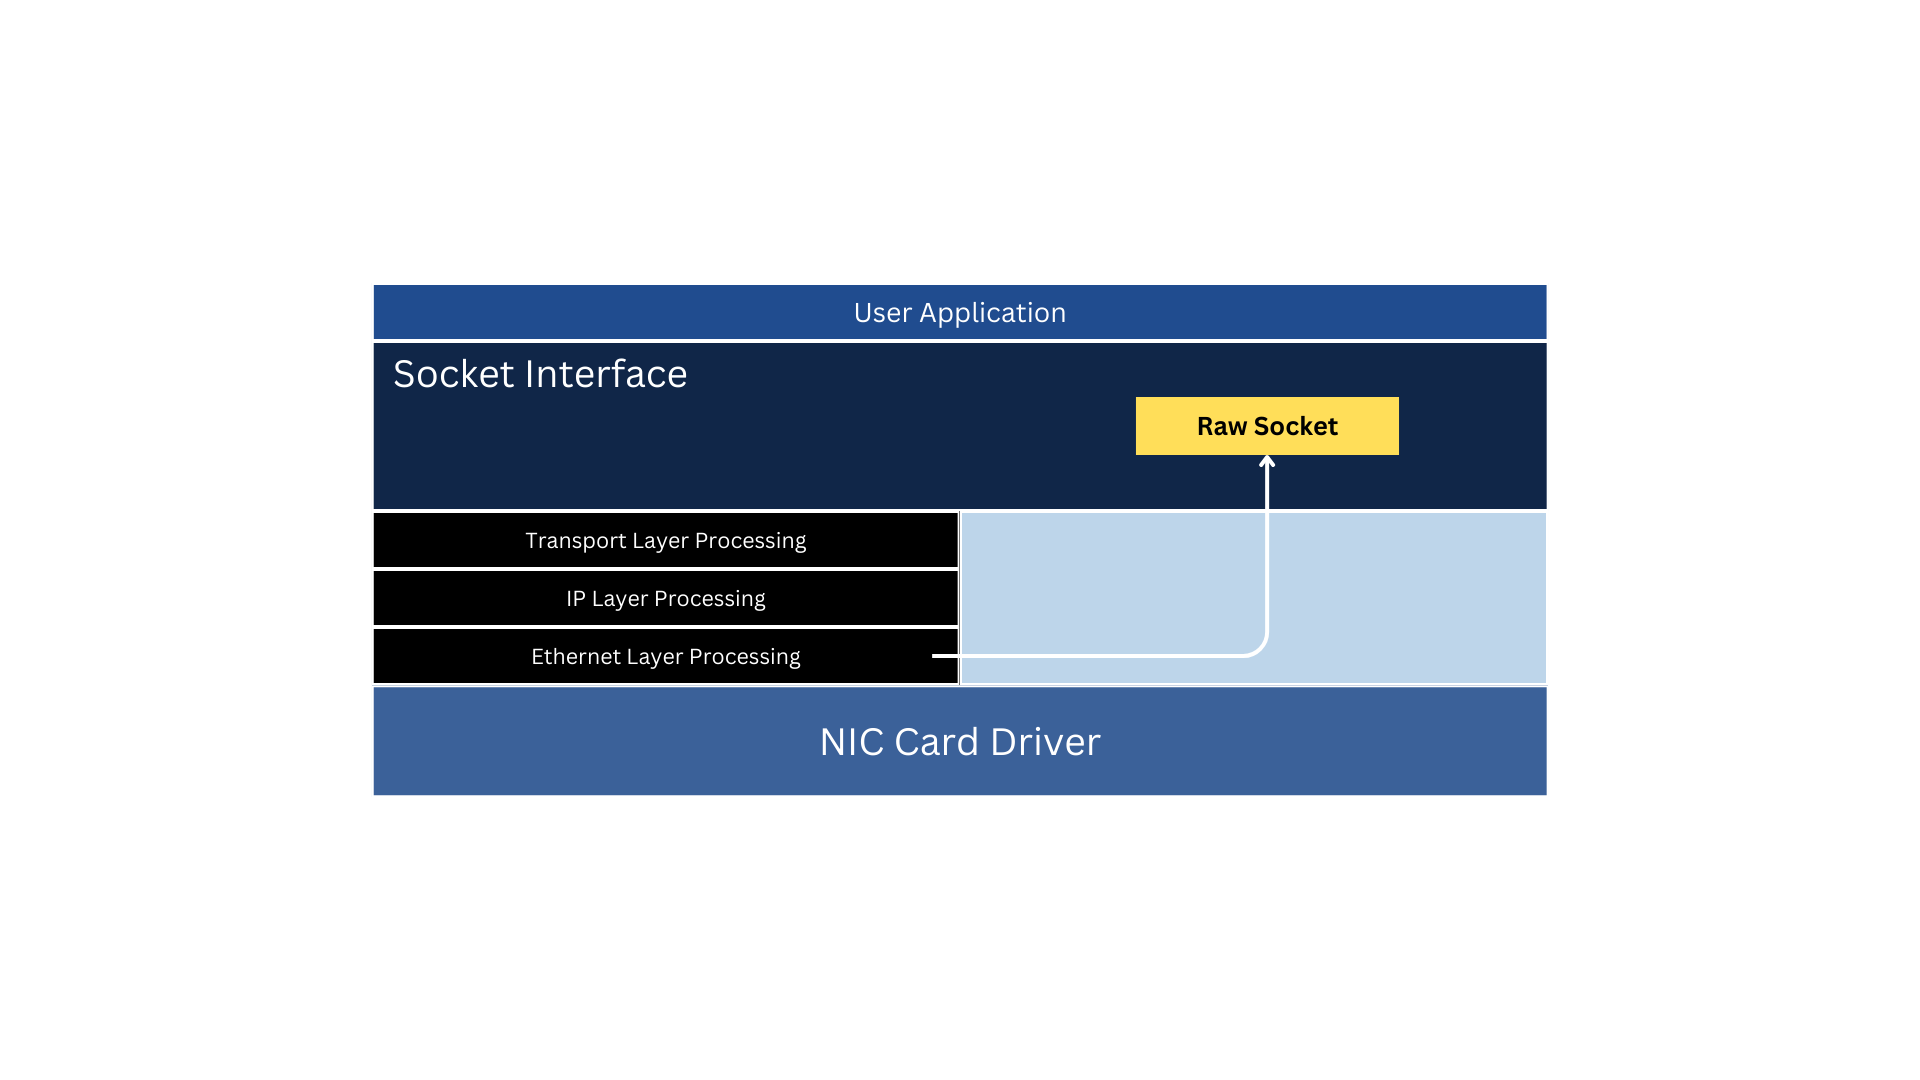 User Application
Socket Interface
Raw Socket
Transport Layer Processing
IP Layer Processing
Ethernet Layer Processing
NIC Card Driver